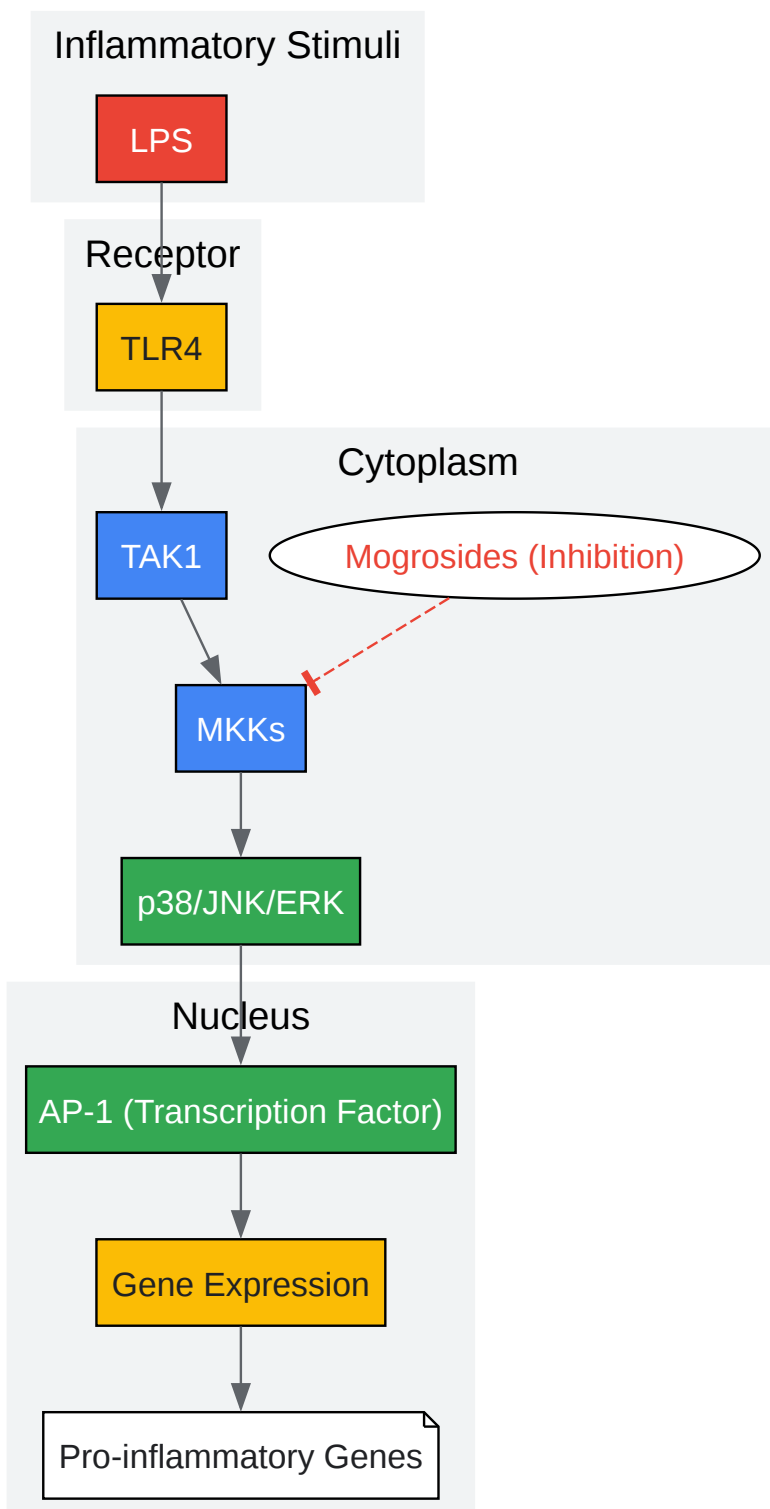 Inflammatory Stimuli
LPS
Receptor
TLR4
Cytoplasm
TAK1
Mogrosides (Inhibition)
MKKs
p38/JNK/ERK
Nucleus
AP-1 (Transcription Factor)
Gene Expression
Pro-inflammatory Genes